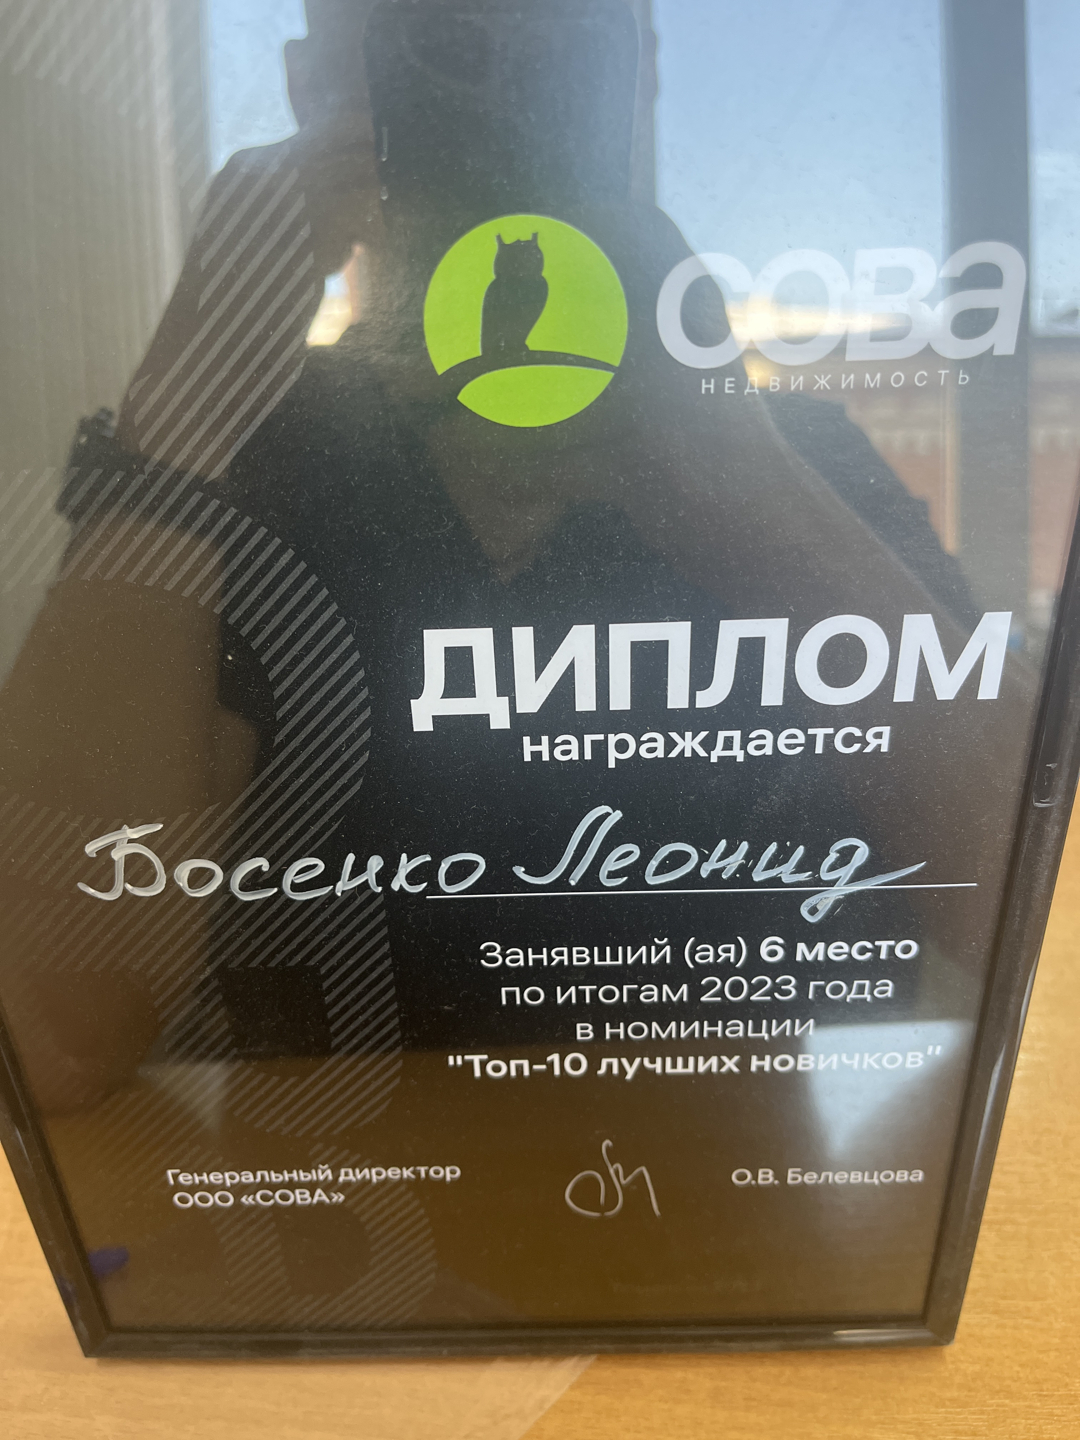 сова
НЕДВИЖИМОСТЬ
ДИПЛОМ
награждается
Босенко Леонид
Занявший (ая) 6 место
по итогам 2023 года
в номинации
"Топ-10 лучших новичков"
Генеральный директор
ООО «СОВА»
О.В. Белевцова